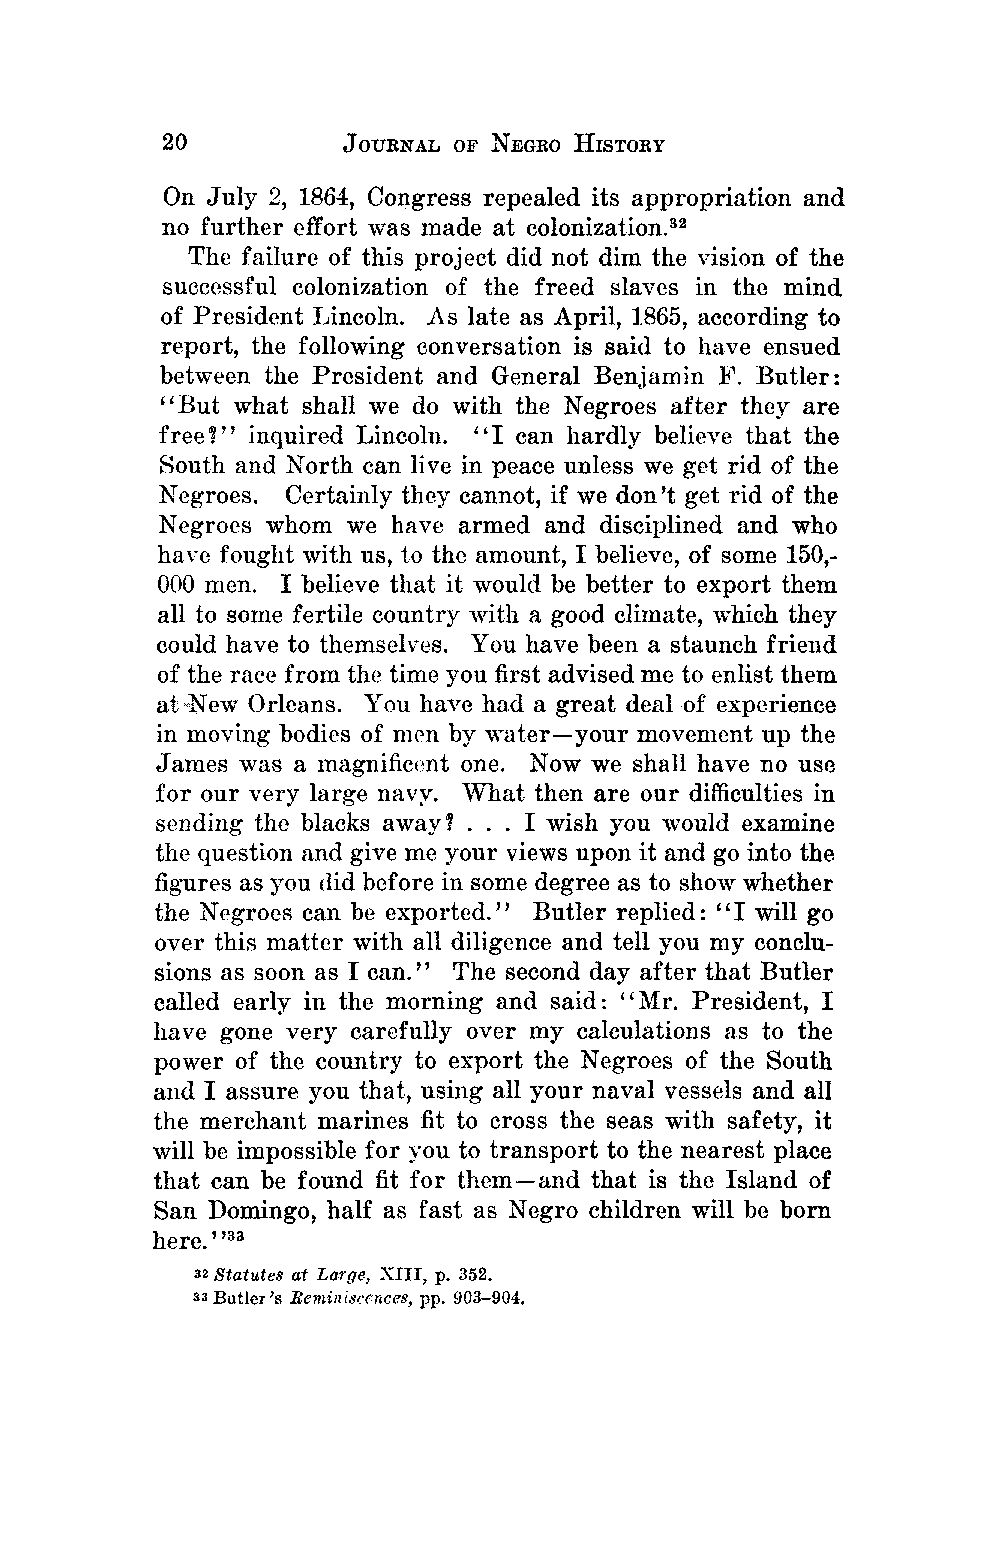 20 JOURNAL OF NEGRO HISTORY
On July 2, 1864, Congress repealed its appropriation and
no further effort was made at colonization.³²
The failure of this project did not dim the vision of the
successful colonization of the freed slaves in the mind
of President Lincoln. As late as April, 1865, according to
report, the following conversation is said to have ensued
between the President and General Benjamin F. Butler:
"But what shall we do with the Negroes after they are
free?" inquired Lincoln. "I can hardly believe that the
South and North can live in peace unless we get rid of the
Negroes. Certainly they cannot, if we don't get rid of the
Negroes whom we have armed and disciplined and who
have fought with us, to the amount, I believe, of some 150,-
000 men. I believe that it would be better to export them
all to some fertile country with a good climate, which they
could have to themselves. You have been a staunch friend
of the race from the time you first advised me to enlist them
at New Orleans. You have had a great deal of experience
in moving bodies of men by water—your movement up the
James was a magnificent one. Now we shall have no use
for our very large navy. What then are our difficulties in
sending the blacks away? . . . I wish you would examine
the question and give me your views upon it and go into the
figures as you did before in some degree as to show whether
the Negroes can be exported." Butler replied: "I will go
over this matter with all diligence and tell you my conclu-
sions as soon as I can." The second day after that Butler
called early in the morning and said: "Mr. President, I
have gone very carefully over my calculations as to the
power of the country to export the Negroes of the South
and I assure you that, using all your naval vessels and all
the merchant marines fit to cross the seas with safety, it
will be impossible for you to transport to the nearest place
that can be found fit for them—and that is the Island of
San Domingo, half as fast as Negro children will be born
here."³³
³² Statutes at Large, XIII, p. 352.
³³ Butler's Reminiscences, pp. 903–904.